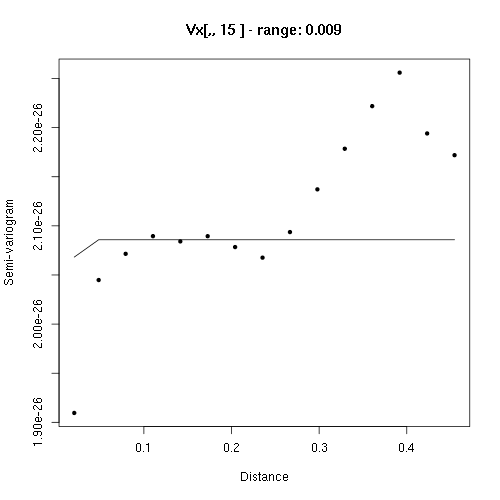 Vx[,, 15 ] - range: 0.009
Semi-variogram
2.20e-26
2.10e-26
2.00e-26
1.90e-26
0.1 0.2 0.3 0.4
Distance